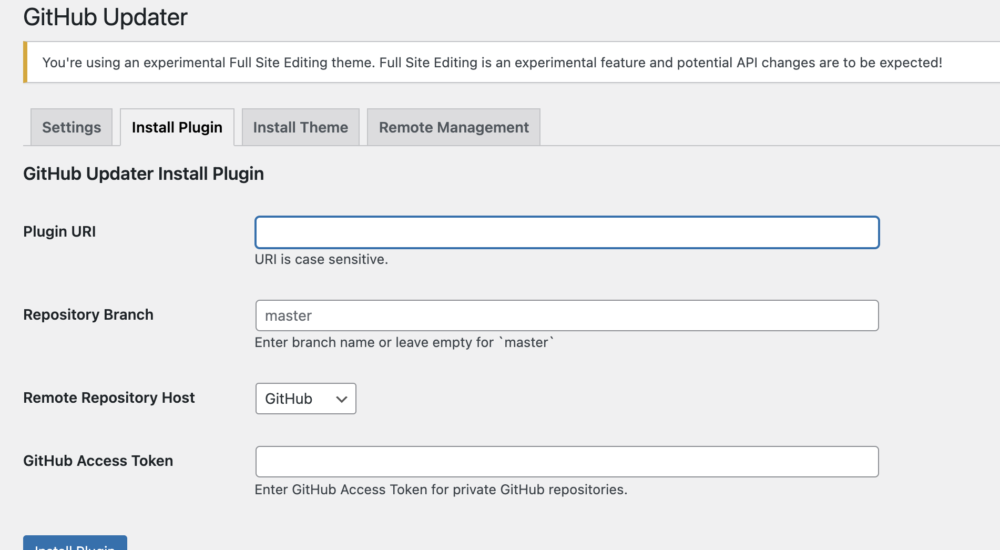 GitHub Updater
You're using an experimental Full Site Editing theme. Full Site Editing is an experimental feature and potential API changes are to be expected!
Settings
Install Plugin
Install Theme
Remote Management
GitHub Updater Install Plugin
Plugin URI
URI is case sensitive.
Repository Branch
master
Enter branch name or leave empty for `master`
Remote Repository Host
GitHub
GitHub Access Token
Enter GitHub Access Token for private GitHub repositories.
Install Plugin